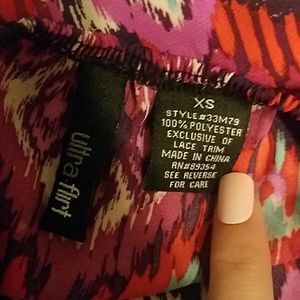 ultra flirt
XS
STYLE#33M79
100% POLYESTER
EXCLUSIVE OF
LACE TRIM
MADE IN CHINA
RN#89354
SEE REVERSE
FOR CARE